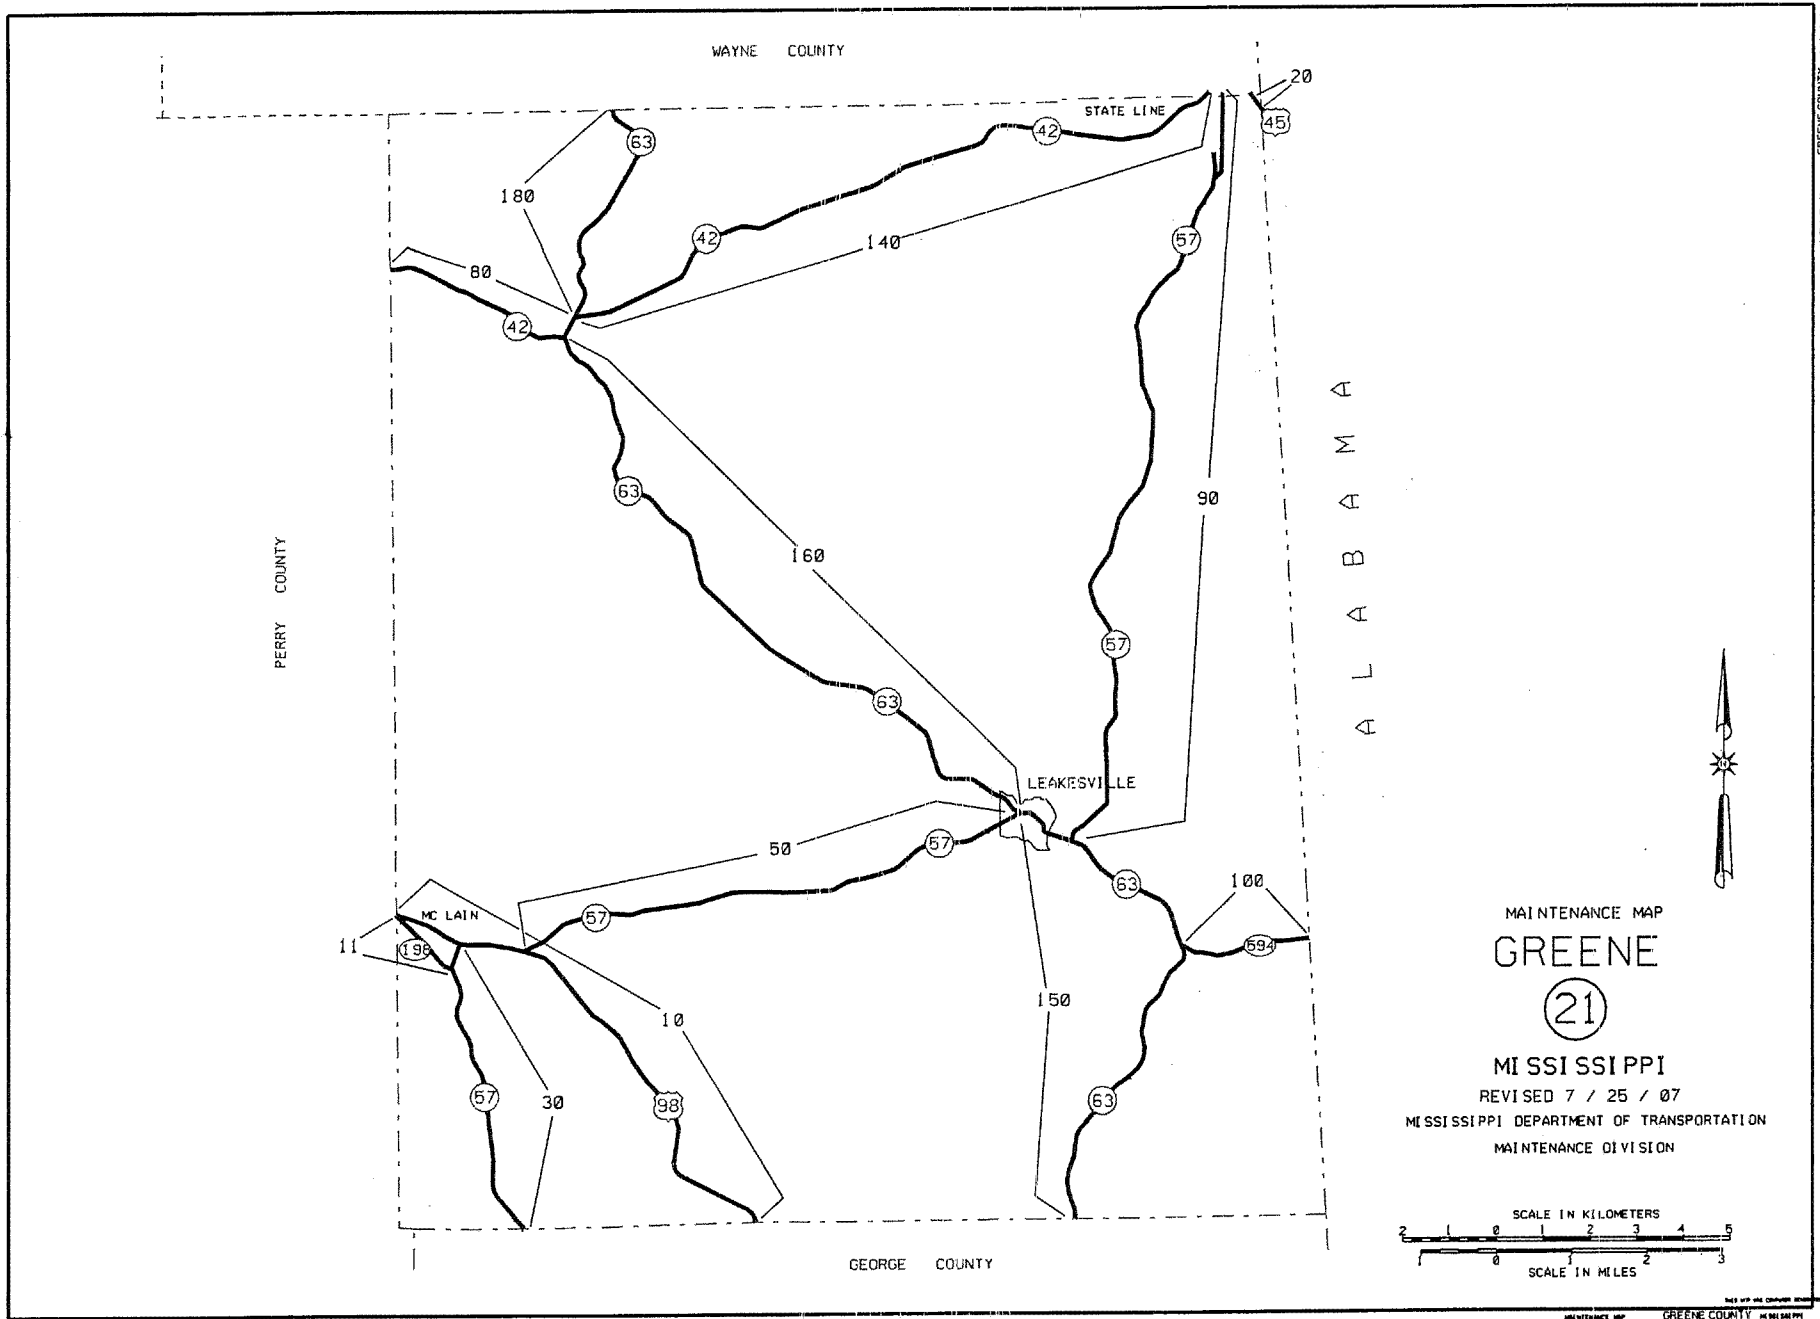 WAYNE COUNTY
20
STATE LINE
45
42
63
180
42
57
140
80
42
ALABAMA
63
90
160
PERRY COUNTY
57
63
LEAKESVILLE
57
50
63
100
MC LAIN
57
11
198
594
MAINTENANCE MAP
GREENE
21
MISSISSIPPI
REVISED 7 / 25 / 07
MISSISSIPPI DEPARTMENT OF TRANSPORTATION
MAINTENANCE DIVISION
150
10
57
30
98
63
SCALE IN KILOMETERS
2 1 0 1 2 3 4 5
1 0 1 2 3
SCALE IN MILES
GEORGE COUNTY
N
MAINTENANCE MAP GREENE COUNTY MISSISSIPPI